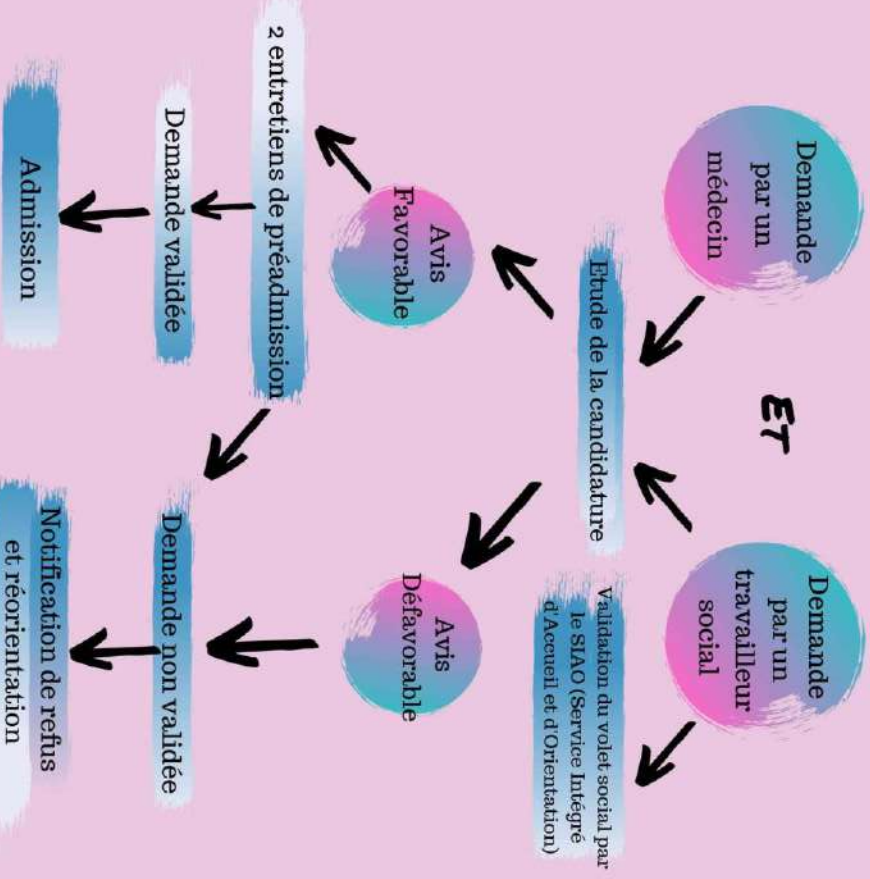 Demande
par un
médecin
ET
Demande
par un
travailleur
social
Etude de la candidature
Validation du volet social par
le SIAO (Service Intégré
d'Accueil et d'Orientation)
Avis
Favorable
Avis
Défavorable
2 entretiens de préadmission
Demande validée
Demande non validée
Admission
Notification de refus
et réorientation